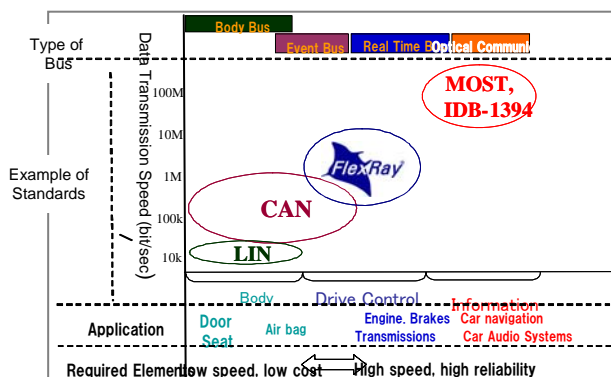 Type of
Bus
Body Bus
Event Bus
Real Time B
Optical Communi
Example of
Standards
Data Transmission Speed (bit/sec)
100M
10M
1M
100k
10k
MOST,
IDB-1394
FlexRay
CAN
LIN
Body
Drive Control
Information
Application
Door
Seat
Air bag
Engine. Brakes
Transmissions
Car navigation
Car Audio Systems
Required Elements
Low speed, low cost
High speed, high reliability